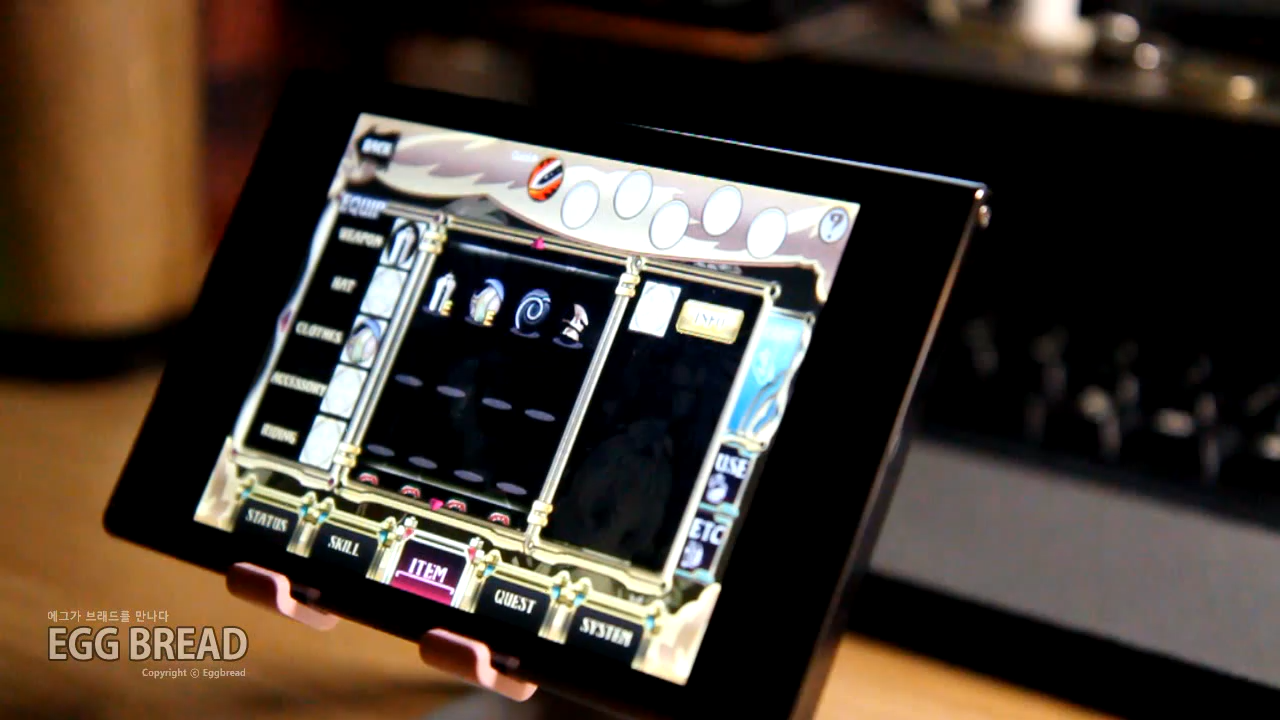 BACK
EQUIP
WEAPON
HAT
CLOTHES
ACCESSORY
RIDING
INFO
USE
ETC
STATUS
SKILL
ITEM
QUEST
SYSTEM
에그가 브래드를 만나다
EGG BREAD
Copyright ⓒ Eggbread